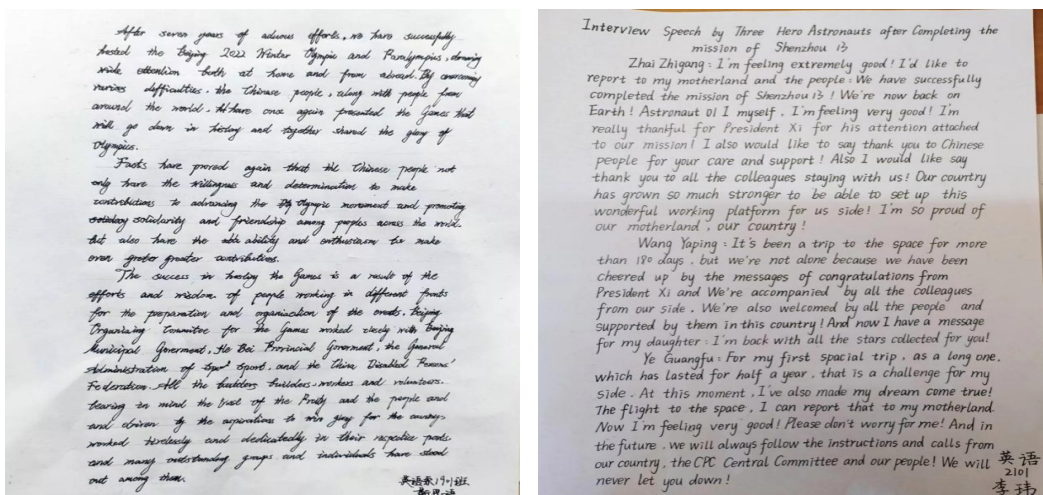 After seven years of aduous efforts, we have successfully
hosted the Beijing 2022 Winter Olympic and Paralympics, drawing
wide attention both at home and from abroad. By overcoming
various difficulties, the Chinese people, along with people from
around the world, have once again presented the Games that
will go down in history and together shared the glory of
Olympics.
Facts have proved again that the Chinese people not
only have the willingness and determination to make
contributions to advancing the Olympic movement and promoting
solidarity and friendship among peoples across the world.
but also have the ability and enthusiasm to make
even greater contributions.
The success in hosting the Games is a result of the
efforts and wisdom of people working in different fronts
for the preparation and organisation of the events. Beijing
Organizing Committee for the Games worked closely with Beijing
Municipal Goverment, He Bei Provincial Goverment, the General
Administration of Sport, and the China Disabled Persons'
Federation. All the builders, workers and volunteers.
bearing in mind the trust of the Party and the people and
and driven by the aspirations to win glory for the country.
worked tirelessly and dedicatedly in their respective posts
and many outstanding groups and individuals have stood
out among them.
英语系1901班
Interview Speech by Three Hero Astronauts after Completing the
mission of Shenzhou 13
Zhai Zhigang: I'm feeling extremely good! I'd like to
report to my motherland and the people: We have successfully
completed the mission of Shenzhou 13! We're now back on
Earth! Astronaut 01 I myself, I'm feeling very good! I'm
really thankful for President Xi for his attention attached
to our mission! I also would like to say thank you to Chinese
people for your care and support! Also I would like say
thank you to all the colleagues staying with us! Our country
has grown so much stronger to be able to set up this
wonderful working platform for us side! I'm so proud of
our motherland, our country!
Wang Yaping: It's been a trip to the space for more
than 180 days, but we're not alone because we have been
cheered up by the messages of congratulations from
President Xi and We're accompanied by all the colleagues
from our side. We're also welcomed by all the people and
supported by them in this country! And now I have a message
for my daughter: I'm back with all the stars collected for you!
Ye Guangfu: For my first spacial trip, as a long one,
which has lasted for half a year, that is a challenge for my
side. At this moment, I've also made my dream come true!
The flight to the space, I can report that to my motherland.
Now I'm feeling very good! Please don't worry for me! And in
the future, we will always follow the instructions and calls from
our country, the CPC Central Committee and our people! We will
never let you down!
英语
2101
李玮